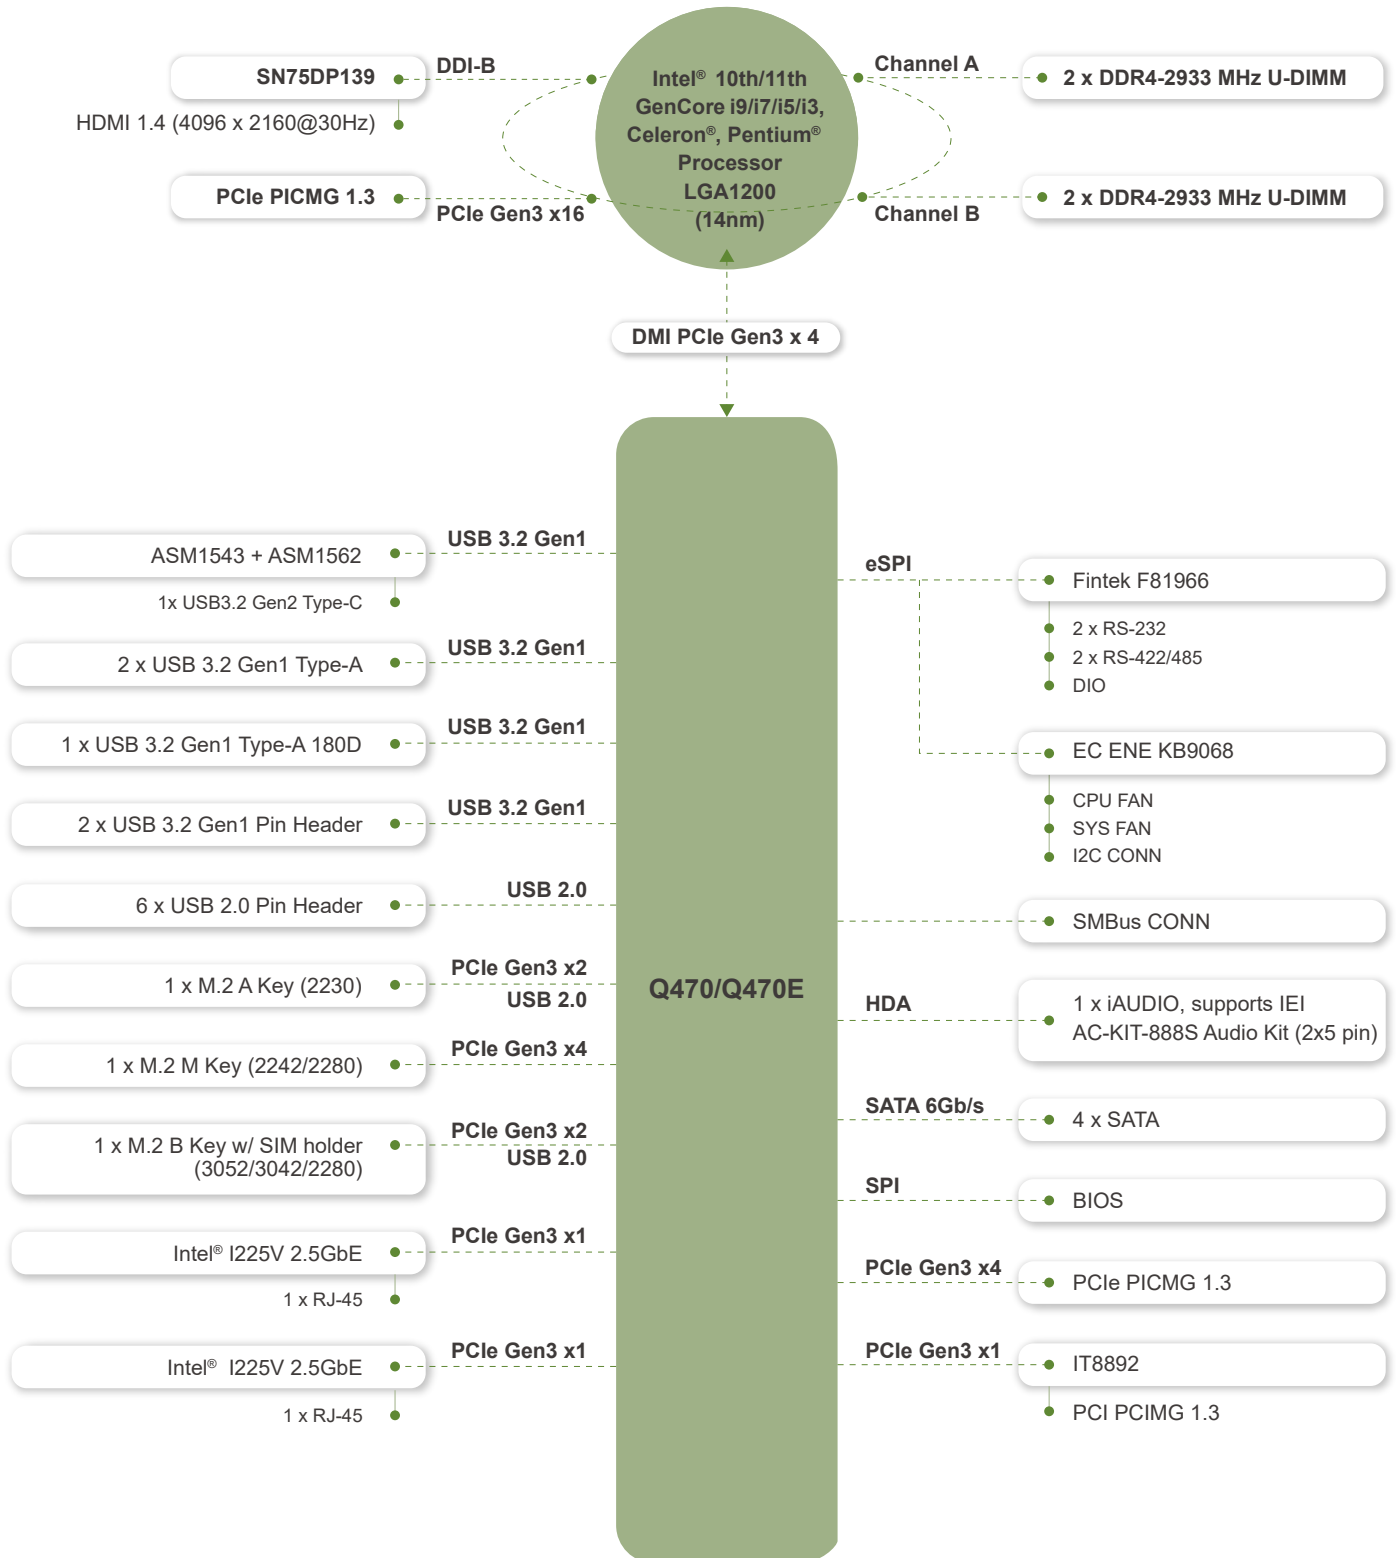 SN75DP139
DDI-B
HDMI 1.4 (4096 x 2160@30Hz)
PCIe PICMG 1.3
PCIe Gen3 x16
Intel® 10th/11th
GenCore i9/i7/i5/i3,
Celeron®, Pentium®
Processor
LGA1200
(14nm)
Channel A
2 x DDR4-2933 MHz U-DIMM
Channel B
2 x DDR4-2933 MHz U-DIMM
DMI PCIe Gen3 x 4
Q470/Q470E
USB 3.2 Gen1
ASM1543 + ASM1562
1x USB3.2 Gen2 Type-C
USB 3.2 Gen1
2 x USB 3.2 Gen1 Type-A
USB 3.2 Gen1
1 x USB 3.2 Gen1 Type-A 180D
USB 3.2 Gen1
2 x USB 3.2 Gen1 Pin Header
USB 2.0
6 x USB 2.0 Pin Header
PCIe Gen3 x2
USB 2.0
1 x M.2 A Key (2230)
PCIe Gen3 x4
1 x M.2 M Key (2242/2280)
PCIe Gen3 x2
USB 2.0
1 x M.2 B Key w/ SIM holder
(3052/3042/2280)
PCIe Gen3 x1
Intel® I225V 2.5GbE
1 x RJ-45
PCIe Gen3 x1
Intel® I225V 2.5GbE
1 x RJ-45
eSPI
Fintek F81966
2 x RS-232
2 x RS-422/485
DIO
EC ENE KB9068
CPU FAN
SYS FAN
I2C CONN
SMBus CONN
HDA
1 x iAUDIO, supports IEI
AC-KIT-888S Audio Kit (2x5 pin)
SATA 6Gb/s
4 x SATA
SPI
BIOS
PCIe Gen3 x4
PCIe PICMG 1.3
PCIe Gen3 x1
IT8892
PCI PCIMG 1.3